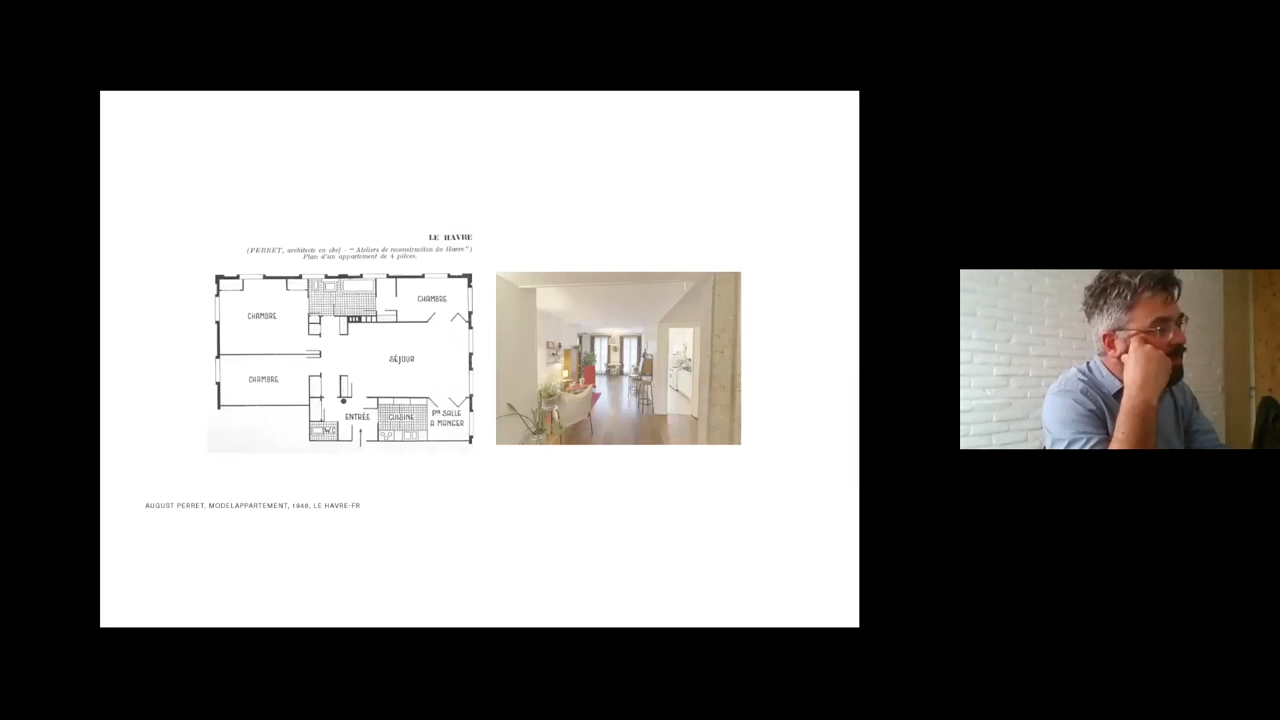 LE HAVRE
(PERRET, architecte en chef - " Ateliers de reconstruction du Havre")
Plan d'un appartement de 4 pièces.
CHAMBRE
CHAMBRE
SÉJOUR
CHAMBRE
ENTRÉE
CUISINE
Pte SALLE
A MANGER
W.C
AUGUST PERRET, MODELAPPARTEMENT, 1946, LE HAVRE-FR